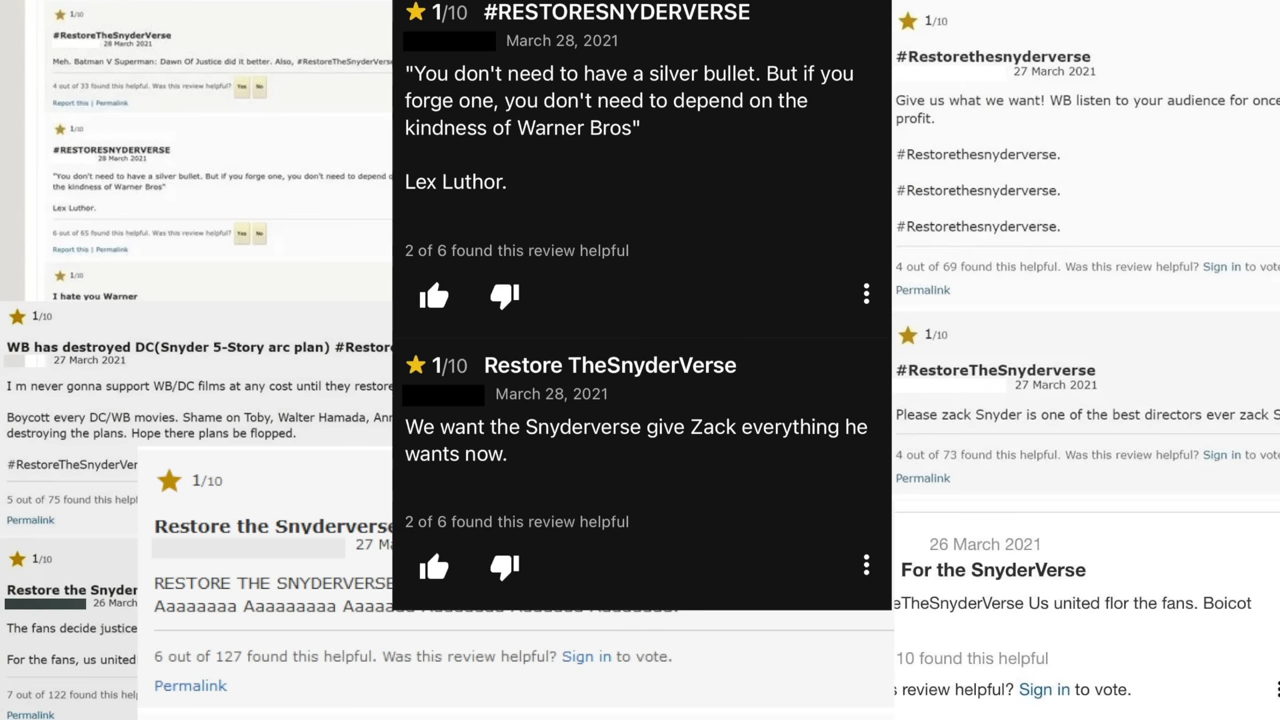 1/10
#RestoreTheSnyderVerse
28 March 2021
Meh. Batman V Superman: Dawn Of Justice did it better. Also, #RestoreTheSnyderVerse
4 out of 33 found this helpful. Was this review helpful? Yes No
Report this | Permalink
1/10
#RESTORESNYDERVERSE
28 March 2021
"You don't need to have a silver bullet. But if you forge one, you don't need to depend o
the kindness of Warner Bros"
Lex Luthor.
6 out of 65 found this helpful. Was this review helpful? Yes No
Report this | Permalink
1/10
I hate you Warner
1/10
WB has destroyed DC(Snyder 5-Story arc plan) #Restor
27 March 2021
I m never gonna support WB/DC films at any cost until they restore
Boycott every DC/WB movies. Shame on Toby, Walter Hamada, Ann
destroying the plans. Hope there plans be flopped.
#RestoreTheSnyderVer
5 out of 75 found this helpf
Permalink
1/10
Restore the Snyder
26 March
The fans decide justice
For the fans, us united
7 out of 122 found this help
Permalink
1/10
Restore the Snyderverse
27 Ma
RESTORE THE SNYDERVERSE
Aaaaaaaa Aaaaaaaaa Aaaaa
6 out of 127 found this helpful. Was this review helpful? Sign in to vote.
Permalink
1/10 #RESTORESNYDERVERSE
March 28, 2021
"You don't need to have a silver bullet. But if you
forge one, you don't need to depend on the
kindness of Warner Bros"
Lex Luthor.
2 of 6 found this review helpful
1/10 Restore TheSnyderVerse
March 28, 2021
We want the Snyderverse give Zack everything he
wants now.
2 of 6 found this review helpful
1/10
#Restorethesnyderverse
27 March 2021
Give us what we want! WB listen to your audience for once
profit.
#Restorethesnyderverse.
#Restorethesnyderverse.
#Restorethesnyderverse.
4 out of 69 found this helpful. Was this review helpful? Sign in to vote
Permalink
1/10
#RestoreTheSnyderverse
27 March 2021
Please zack Snyder is one of the best directors ever zack S
4 out of 73 found this helpful. Was this review helpful? Sign in to vote
Permalink
26 March 2021
For the SnyderVerse
eTheSnyderVerse Us united flor the fans. Boicot
10 found this helpful
s review helpful? Sign in to vote.